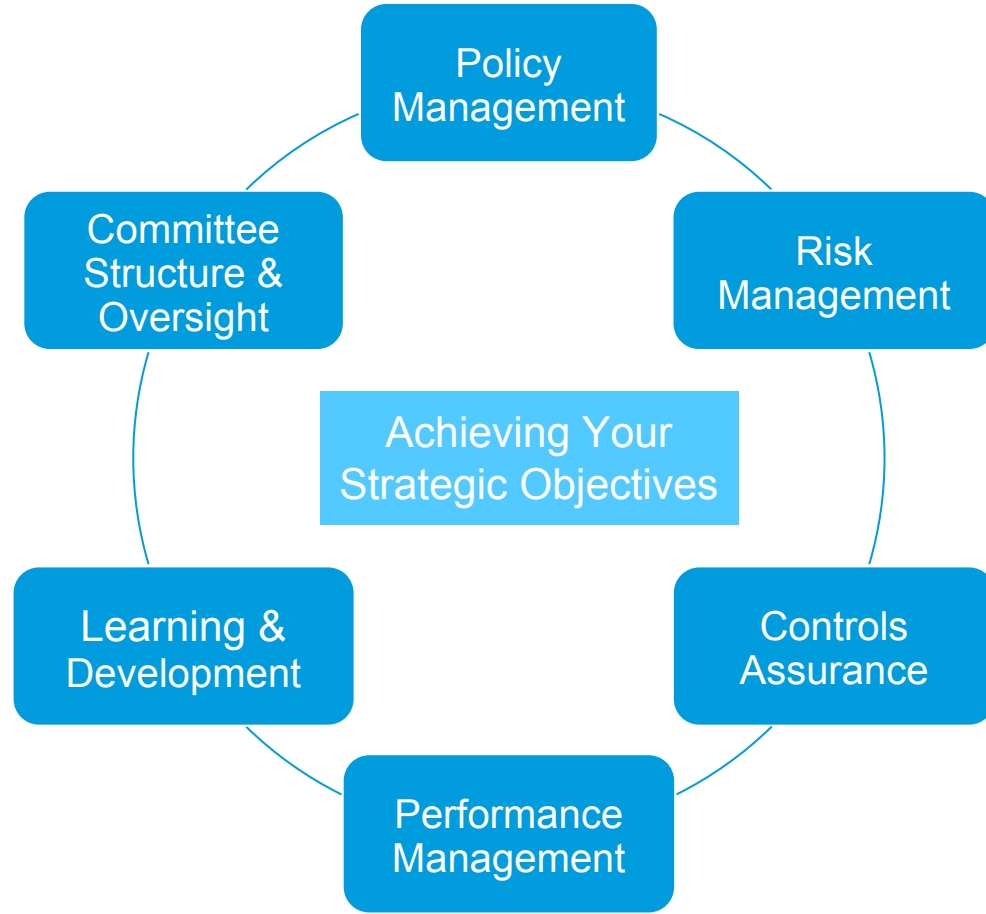 Policy
Management
Committee
Structure &
Oversight
Risk
Management
Achieving Your
Strategic Objectives
Learning &
Development
Controls
Assurance
Performance
Management